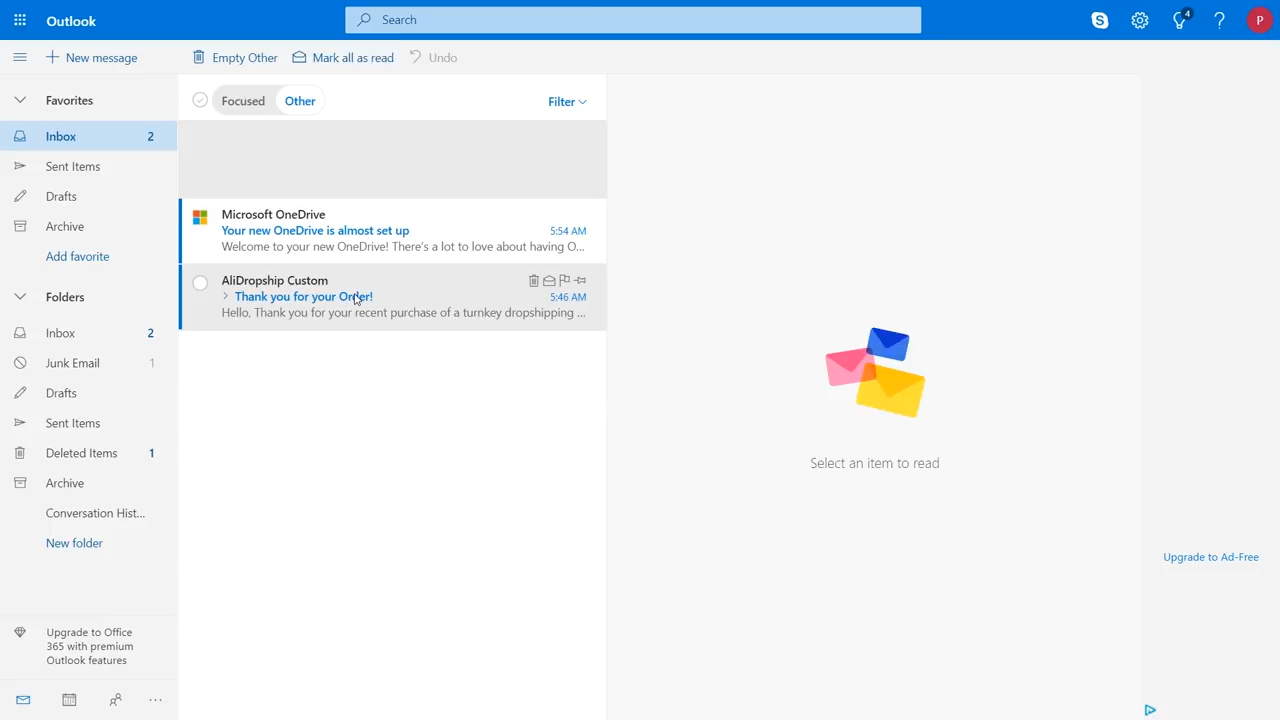 Outlook
Search
4
P
New message
Empty Other
Mark all as read
Undo
Favorites
Inbox 2
Sent Items
Drafts
Archive
Add favorite
Folders
Inbox 2
Junk Email 1
Drafts
Sent Items
Deleted Items 1
Archive
Conversation Hist...
New folder
Upgrade to Office
365 with premium
Outlook features
Focused
Other
Filter
Microsoft OneDrive
Your new OneDrive is almost set up 5:54 AM
Welcome to your new OneDrive! There's a lot to love about having O...
AliDropship Custom
Thank you for your Order! 5:46 AM
Hello, Thank you for your recent purchase of a turnkey dropshipping ...
Select an item to read
Upgrade to Ad-Free